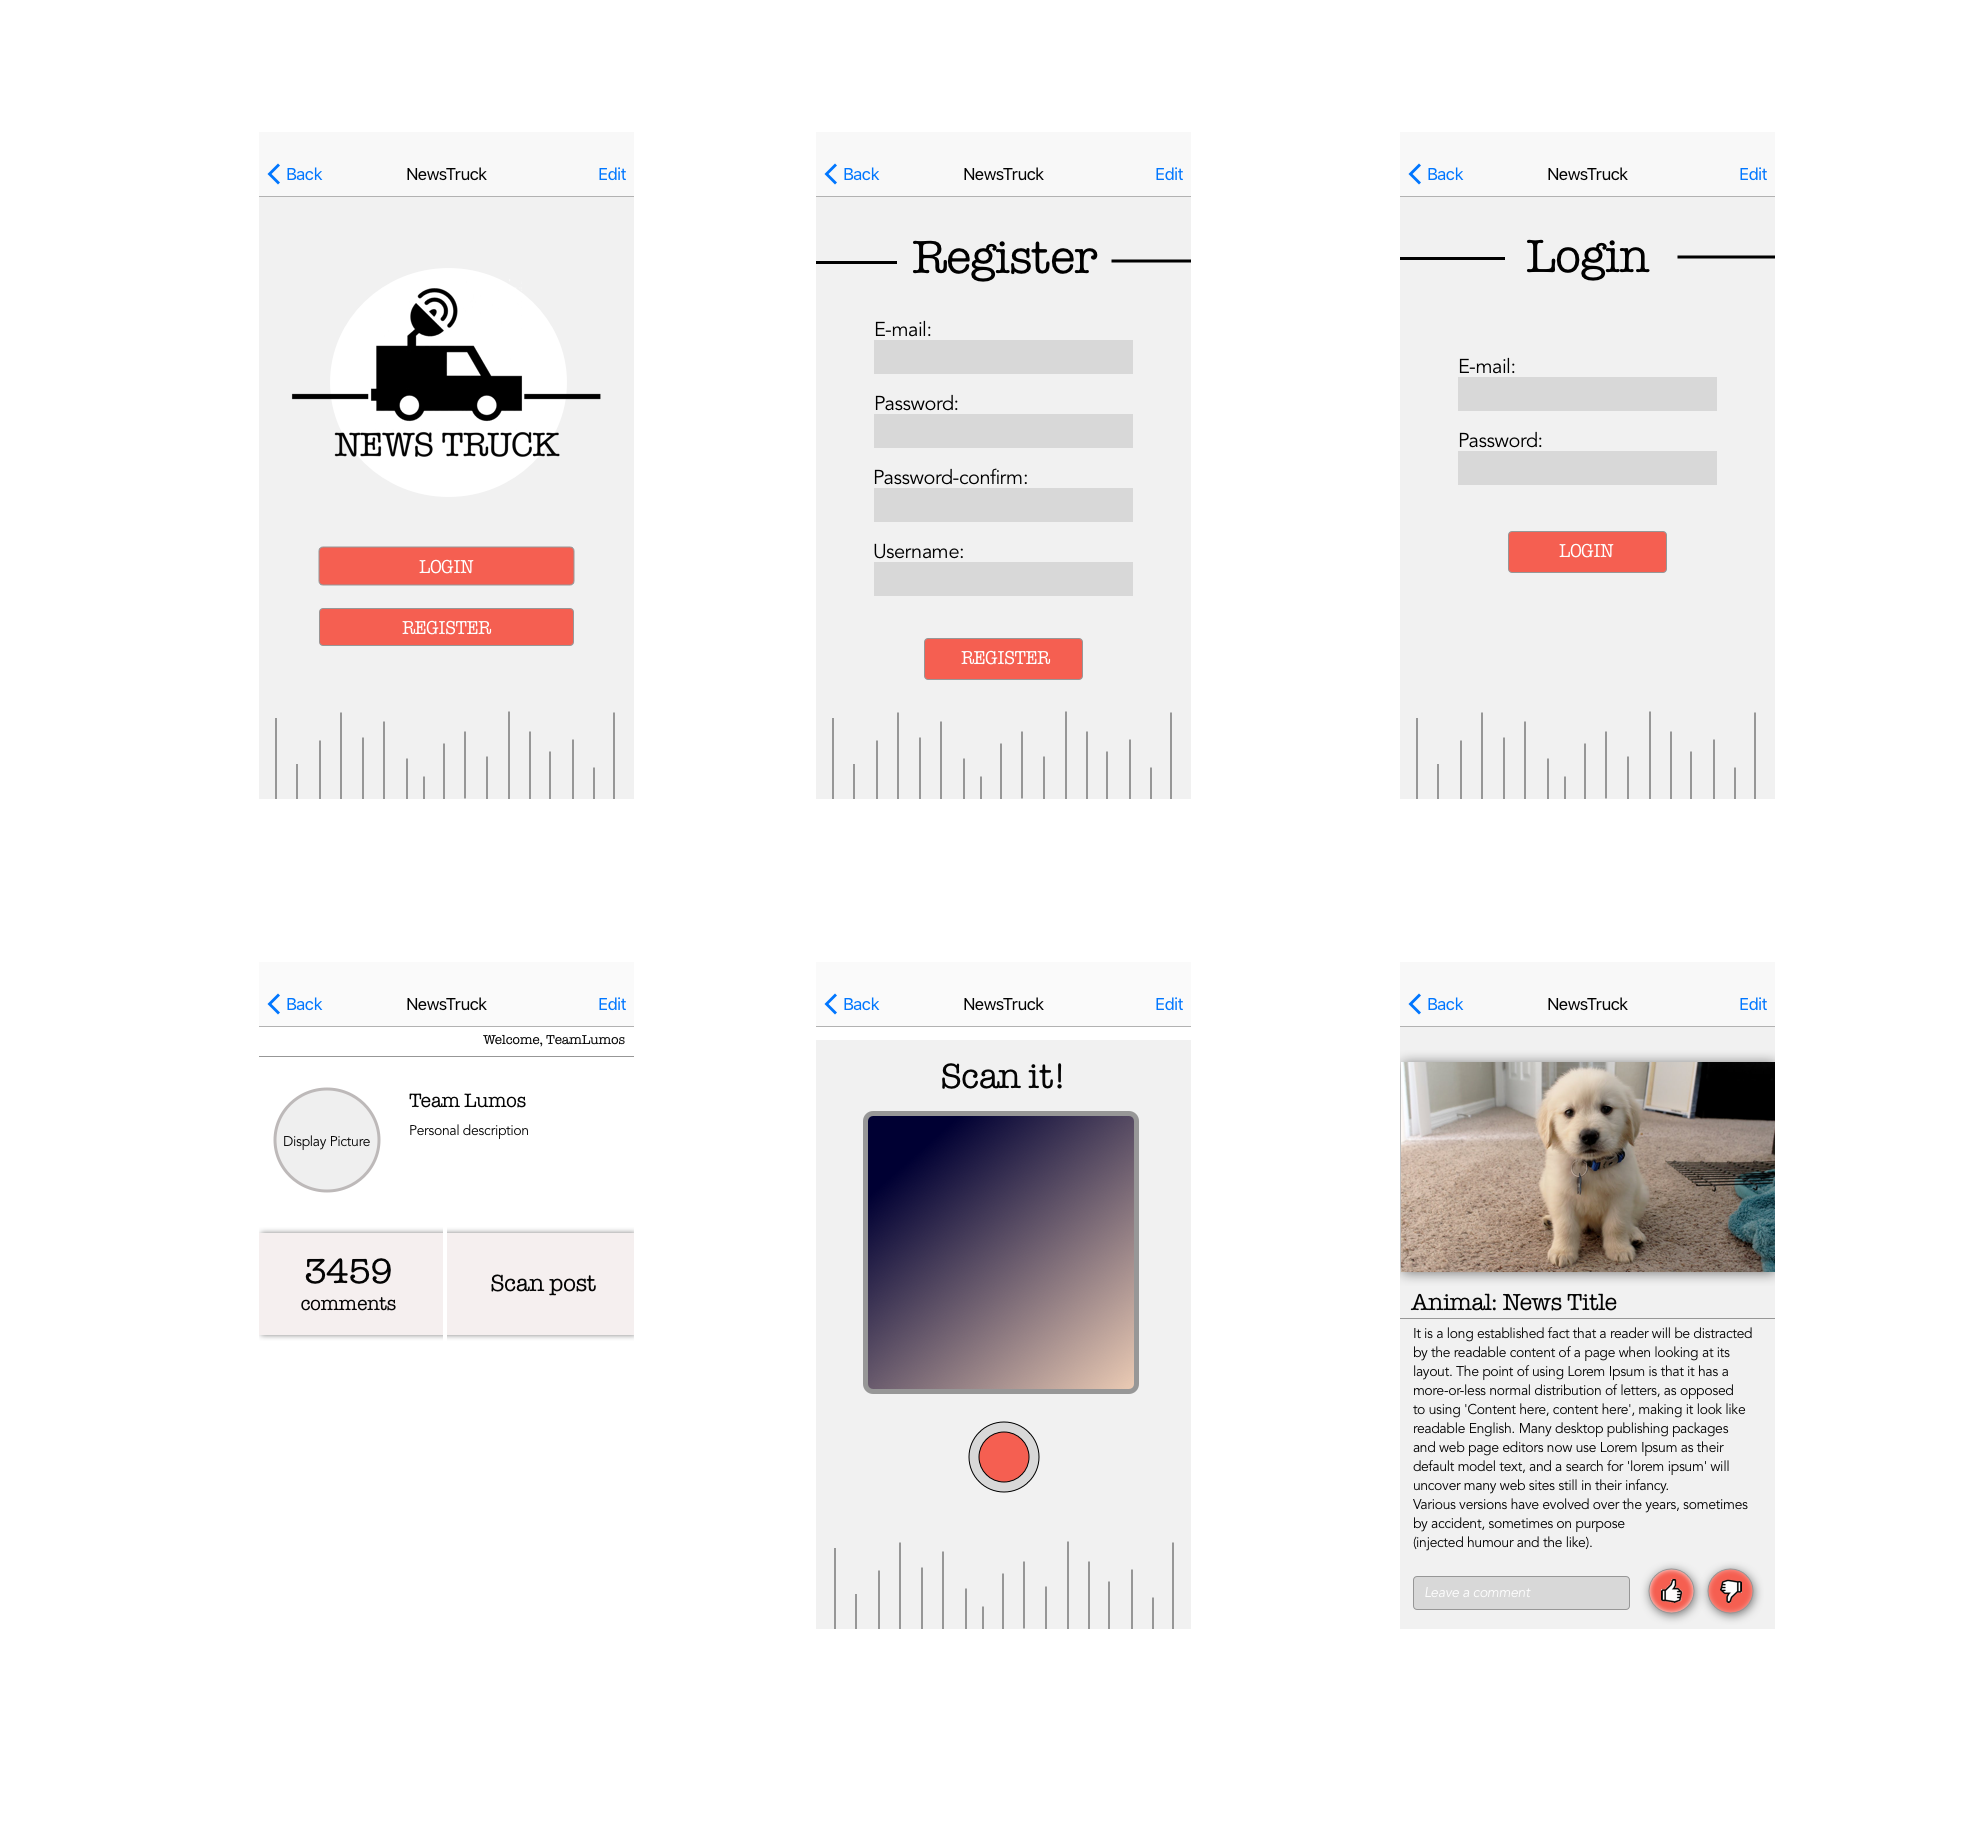 Back NewsTruck Edit
NEWS TRUCK
LOGIN
REGISTER
Back NewsTruck Edit
Register
E-mail:
Password:
Password-confirm:
Username:
REGISTER
Back NewsTruck Edit
Login
E-mail:
Password:
LOGIN
Back NewsTruck Edit
Welcome, TeamLumos
Display Picture
Team Lumos
Personal description
3459
comments
Scan post
Back NewsTruck Edit
Scan it!
Back NewsTruck Edit
Animal: News Title
It is a long established fact that a reader will be distracted
by the readable content of a page when looking at its
layout. The point of using Lorem Ipsum is that it has a
more-or-less normal distribution of letters, as opposed
to using 'Content here, content here', making it look like
readable English. Many desktop publishing packages
and web page editors now use Lorem Ipsum as their
default model text, and a search for 'lorem ipsum' will
uncover many web sites still in their infancy.
Various versions have evolved over the years, sometimes
by accident, sometimes on purpose
(injected humour and the like).
Leave a comment